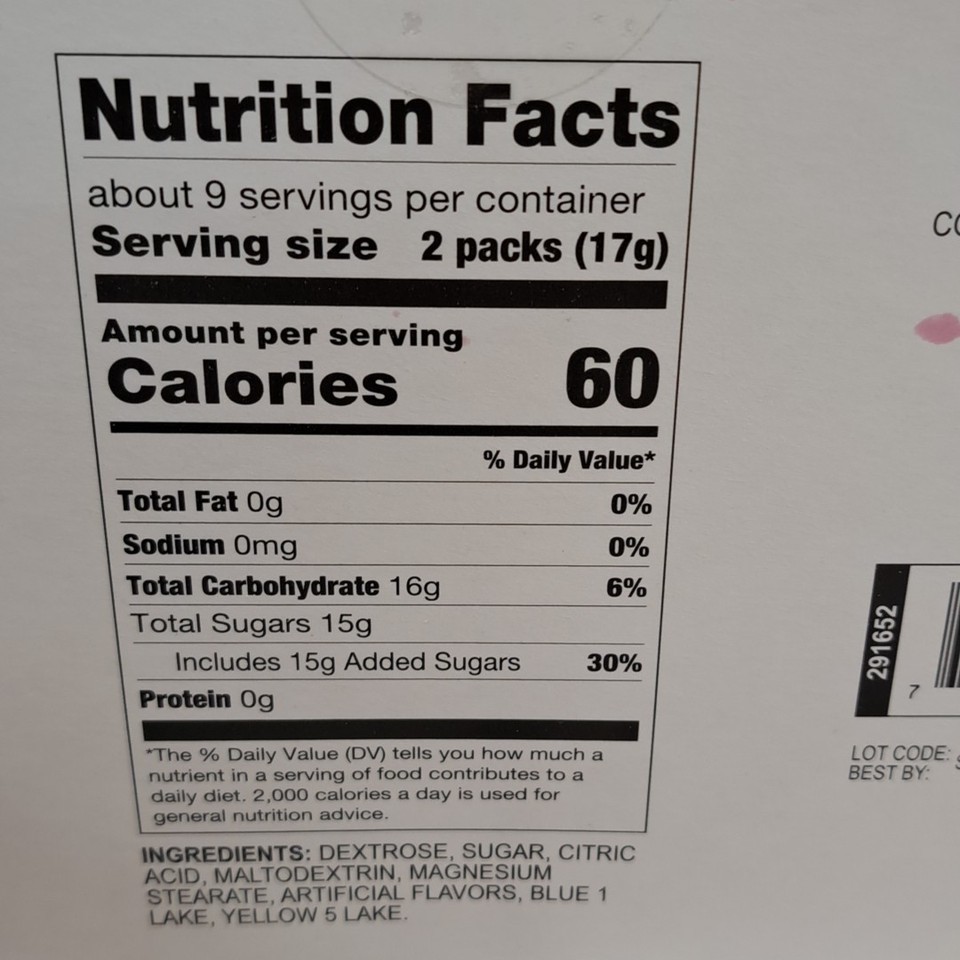 Nutrition Facts
about 9 servings per container
Serving size 2 packs (17g)
Amount per serving
Calories 60
% Daily Value*
Total Fat 0g 0%
Sodium 0mg 0%
Total Carbohydrate 16g 6%
Total Sugars 15g
Includes 15g Added Sugars 30%
Protein 0g
*The % Daily Value (DV) tells you how much a
nutrient in a serving of food contributes to a
daily diet. 2,000 calories a day is used for
general nutrition advice.
INGREDIENTS: DEXTROSE, SUGAR, CITRIC
ACID, MALTODEXTRIN, MAGNESIUM
STEARATE, ARTIFICIAL FLAVORS, BLUE 1
LAKE, YELLOW 5 LAKE.
291652
7
LOT CODE:
BEST BY: